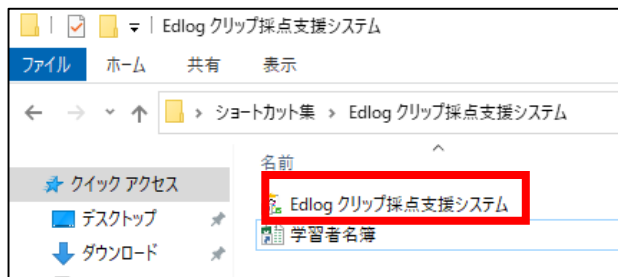 Edlog クリップ採点支援システム
ファイル ホーム 共有 表示
ショートカット集 › Edlog クリップ採点支援システム
名前
クイック アクセス
Edlog クリップ採点支援システム
デスクトップ
学習者名簿
ダウンロード